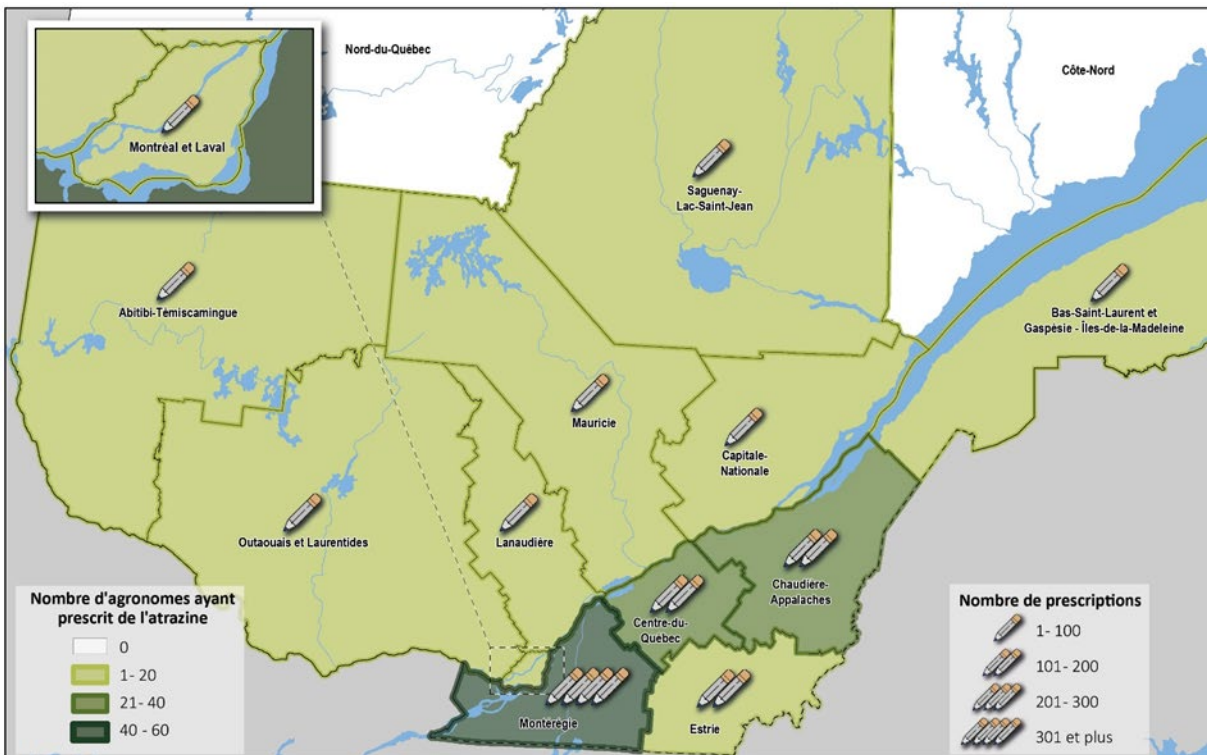 Nord-du-Québec
Côte-Nord
Montréal et Laval
Saguenay-
Lac-Saint-Jean
Abitibi-Témiscamingue
Bas-Saint-Laurent et
Gaspésie - Îles-de-la-Madeleine
Mauricie
Capitale-
Nationale
Outaouais et Laurentides
Lanaudière
Chaudière-
Appalaches
Centre-du-
Québec
Montérégie
Estrie
Nombre d'agronomes ayant
prescrit de l'atrazine
0
1- 20
21- 40
40 - 60
Nombre de prescriptions
1- 100
101- 200
201- 300
301 et plus